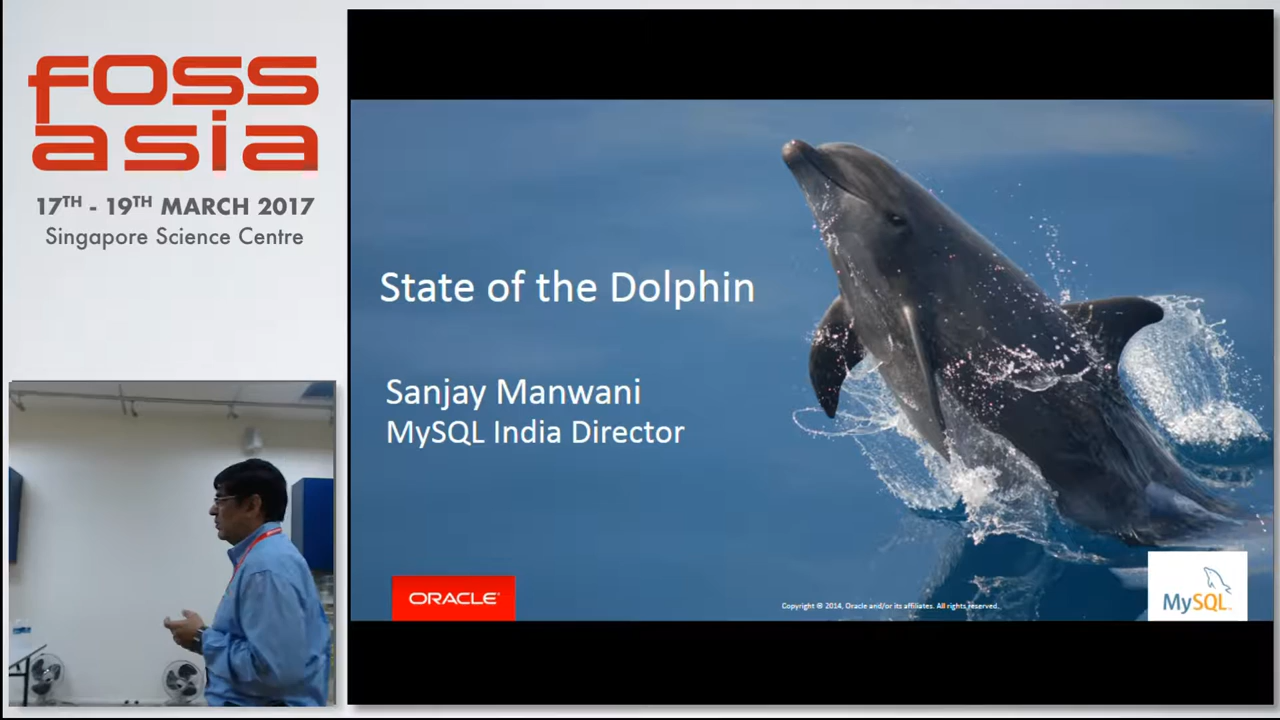 foss
asia
17TH - 19TH MARCH 2017
Singapore Science Centre
State of the Dolphin
Sanjay Manwani
MySQL India Director
ORACLE®
Copyright © 2014, Oracle and/or its affiliates. All rights reserved.
MySQL™